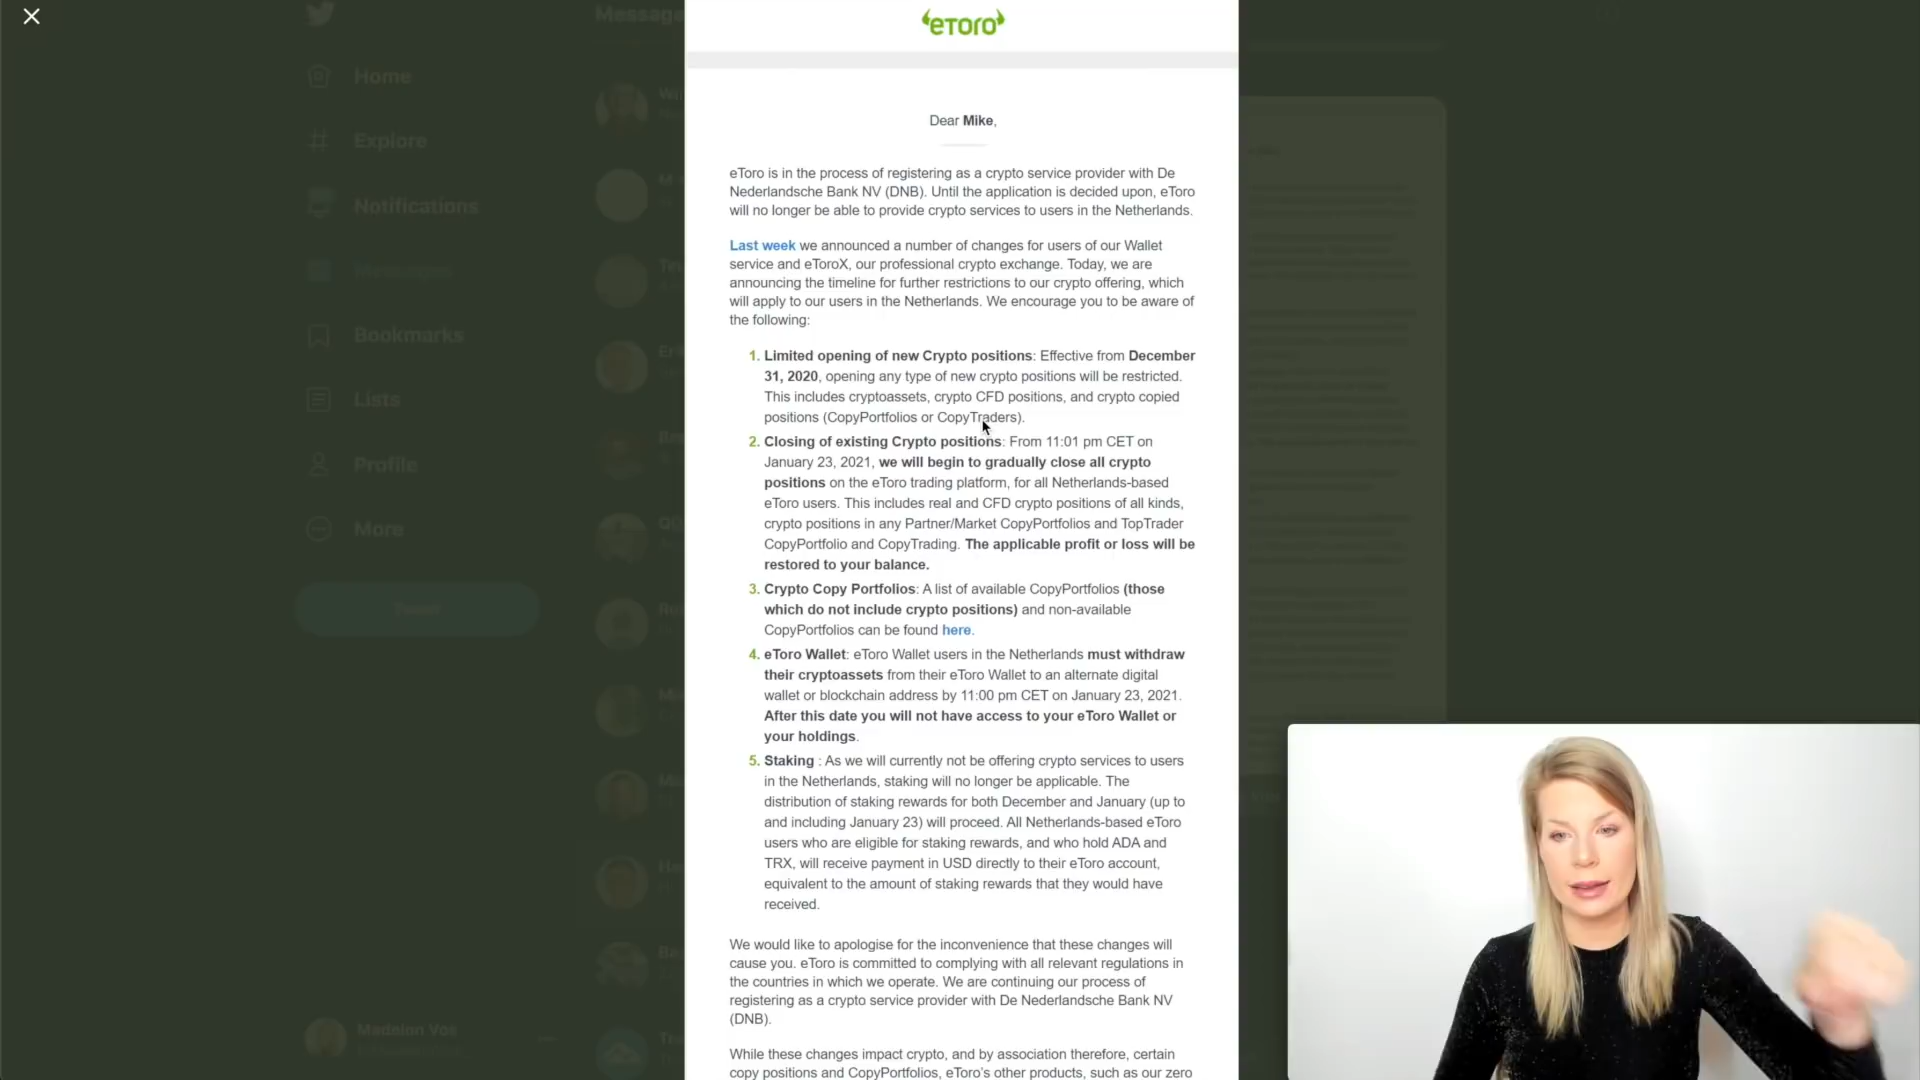 Message
Home
Explore
Notifications
Messages
Bookmarks
Lists
Profile
More
Tweet
Madelon Vos
eToro
Dear Mike,
eToro is in the process of registering as a crypto service provider with De
Nederlandsche Bank NV (DNB). Until the application is decided upon, eToro
will no longer be able to provide crypto services to users in the Netherlands.
Last week we announced a number of changes for users of our Wallet
service and eToroX, our professional crypto exchange. Today, we are
announcing the timeline for further restrictions to our crypto offering, which
will apply to our users in the Netherlands. We encourage you to be aware of
the following:
1. Limited opening of new Crypto positions: Effective from December
31, 2020, opening any type of new crypto positions will be restricted.
This includes cryptoassets, crypto CFD positions, and crypto copied
positions (CopyPortfolios or CopyTraders).
2. Closing of existing Crypto positions: From 11:01 pm CET on
January 23, 2021, we will begin to gradually close all crypto
positions on the eToro trading platform, for all Netherlands-based
eToro users. This includes real and CFD crypto positions of all kinds,
crypto positions in any Partner/Market CopyPortfolios and TopTrader
CopyPortfolio and CopyTrading. The applicable profit or loss will be
restored to your balance.
3. Crypto Copy Portfolios: A list of available CopyPortfolios (those
which do not include crypto positions) and non-available
CopyPortfolios can be found here.
4. eToro Wallet: eToro Wallet users in the Netherlands must withdraw
their cryptoassets from their eToro Wallet to an alternate digital
wallet or blockchain address by 11:00 pm CET on January 23, 2021.
After this date you will not have access to your eToro Wallet or
your holdings.
5. Staking : As we will currently not be offering crypto services to users
in the Netherlands, staking will no longer be applicable. The
distribution of staking rewards for both December and January (up to
and including January 23) will proceed. All Netherlands-based eToro
users who are eligible for staking rewards, and who hold ADA and
TRX, will receive payment in USD directly to their eToro account,
equivalent to the amount of staking rewards that they would have
received.
We would like to apologise for the inconvenience that these changes will
cause you. eToro is committed to complying with all relevant regulations in
the countries in which we operate. We are continuing our process of
registering as a crypto service provider with De Nederlandsche Bank NV
(DNB).
While these changes impact crypto, and by association therefore, certain
copy positions and CopyPortfolios, eToro's other products, such as our zero